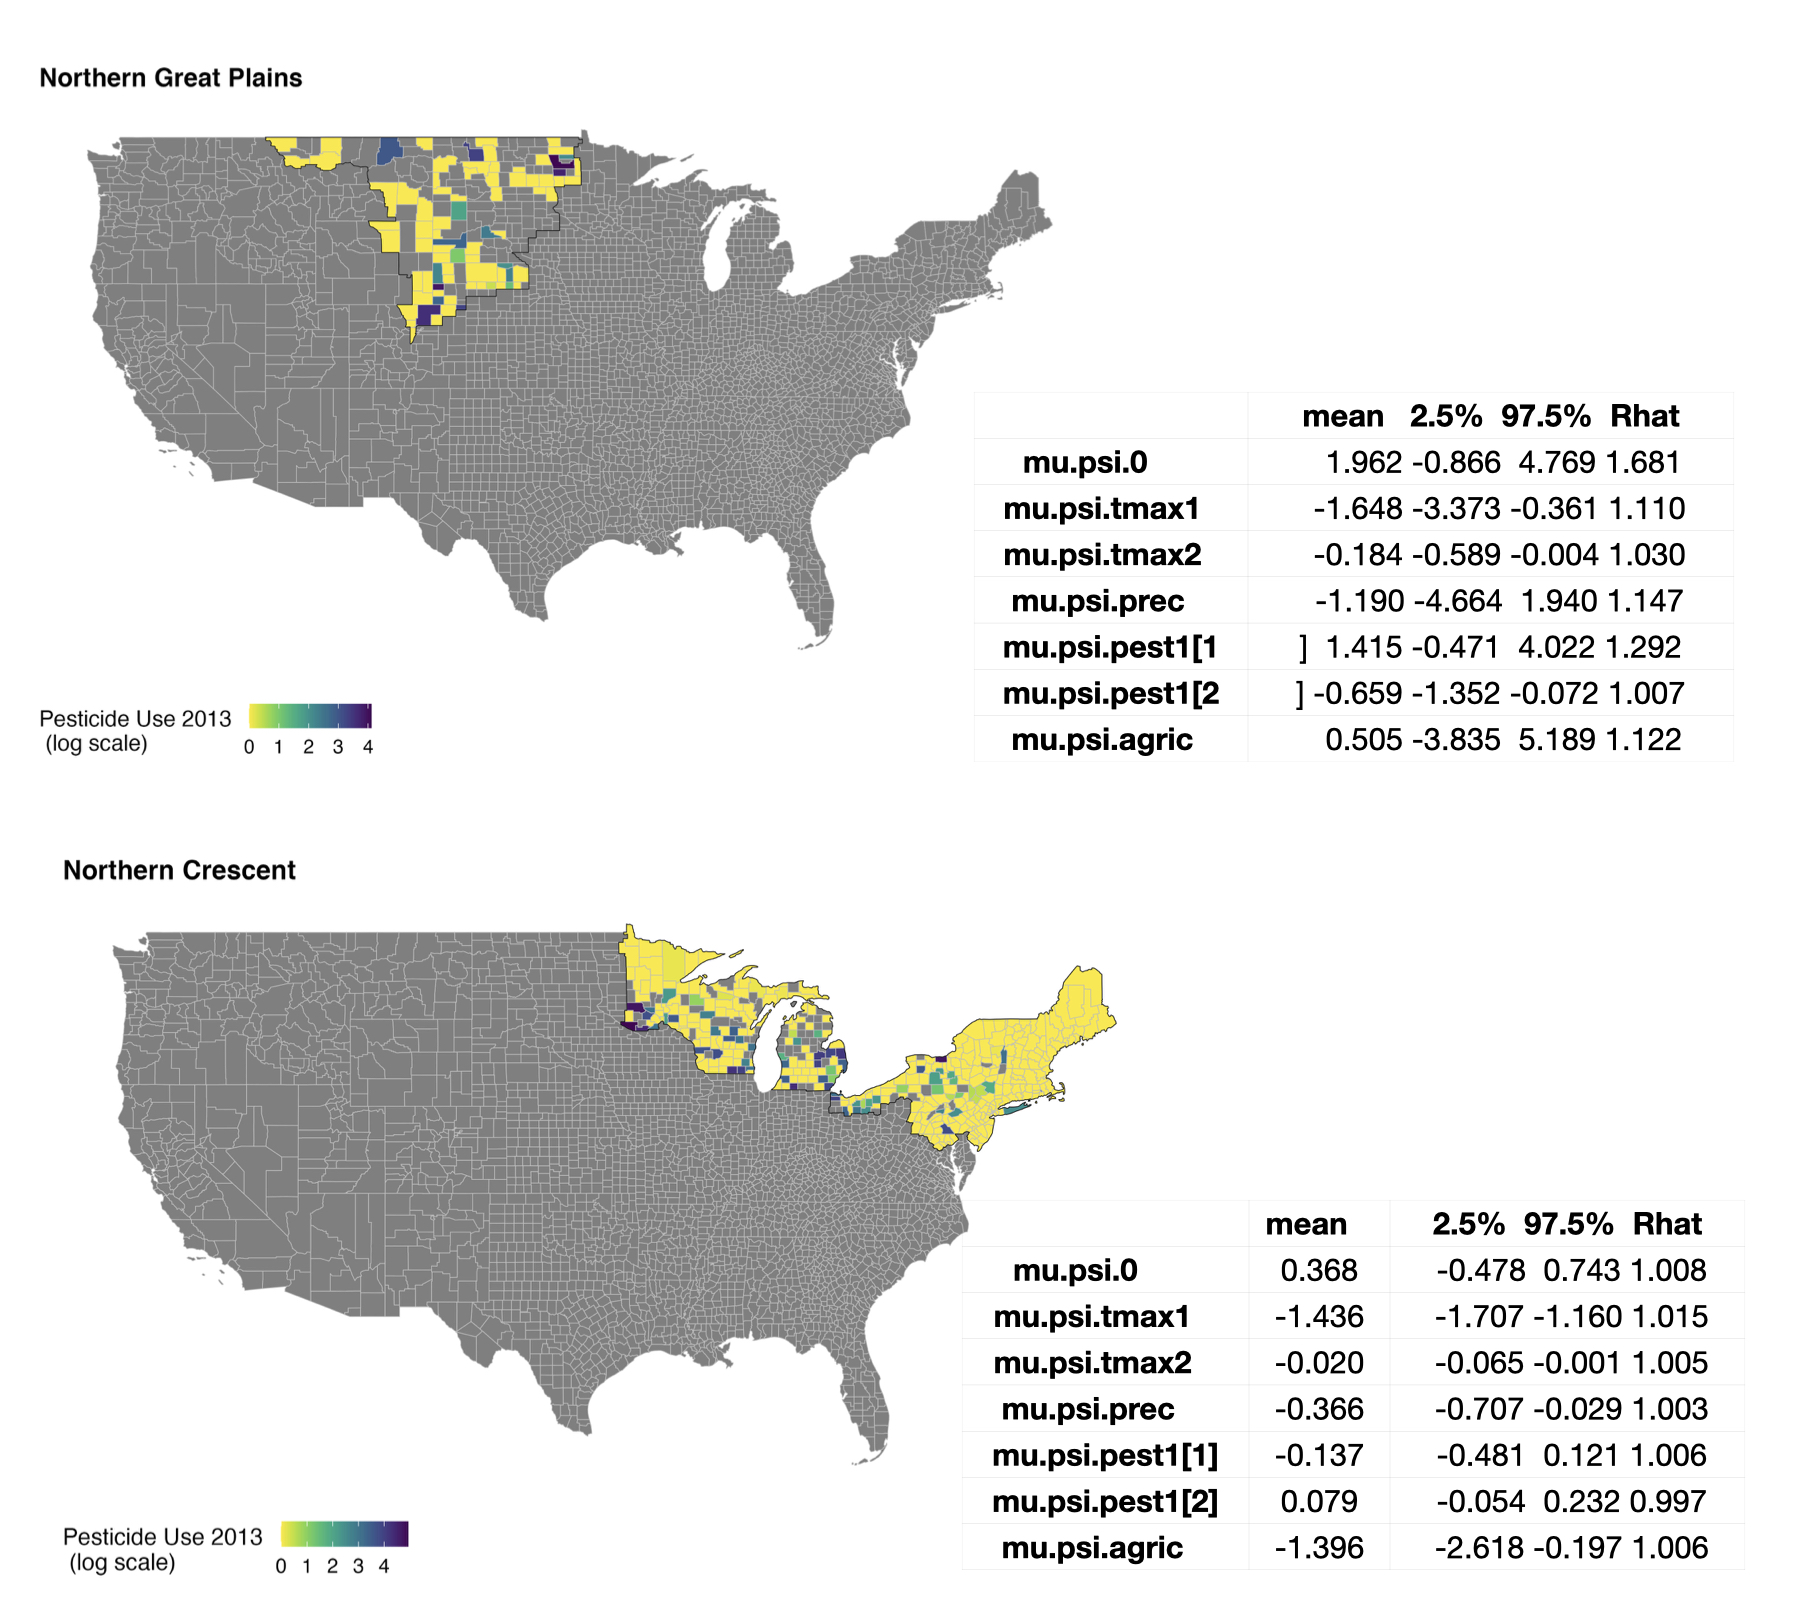 Northern Great Plains
mean 2.5% 97.5% Rhat
mu.psi.0 1.962 -0.866 4.769 1.681
mu.psi.tmax1 -1.648 -3.373 -0.361 1.110
mu.psi.tmax2 -0.184 -0.589 -0.004 1.030
mu.psi.prec -1.190 -4.664 1.940 1.147
mu.psi.pest1[1 ] 1.415 -0.471 4.022 1.292
mu.psi.pest1[2 ] -0.659 -1.352 -0.072 1.007
mu.psi.agric 0.505 -3.835 5.189 1.122
Pesticide Use 2013
(log scale)
0 1 2 3 4
Northern Crescent
mean 2.5% 97.5% Rhat
mu.psi.0 0.368 -0.478 0.743 1.008
mu.psi.tmax1 -1.436 -1.707 -1.160 1.015
mu.psi.tmax2 -0.020 -0.065 -0.001 1.005
mu.psi.prec -0.366 -0.707 -0.029 1.003
mu.psi.pest1[1] -0.137 -0.481 0.121 1.006
mu.psi.pest1[2] 0.079 -0.054 0.232 0.997
mu.psi.agric -1.396 -2.618 -0.197 1.006
Pesticide Use 2013
(log scale)
0 1 2 3 4